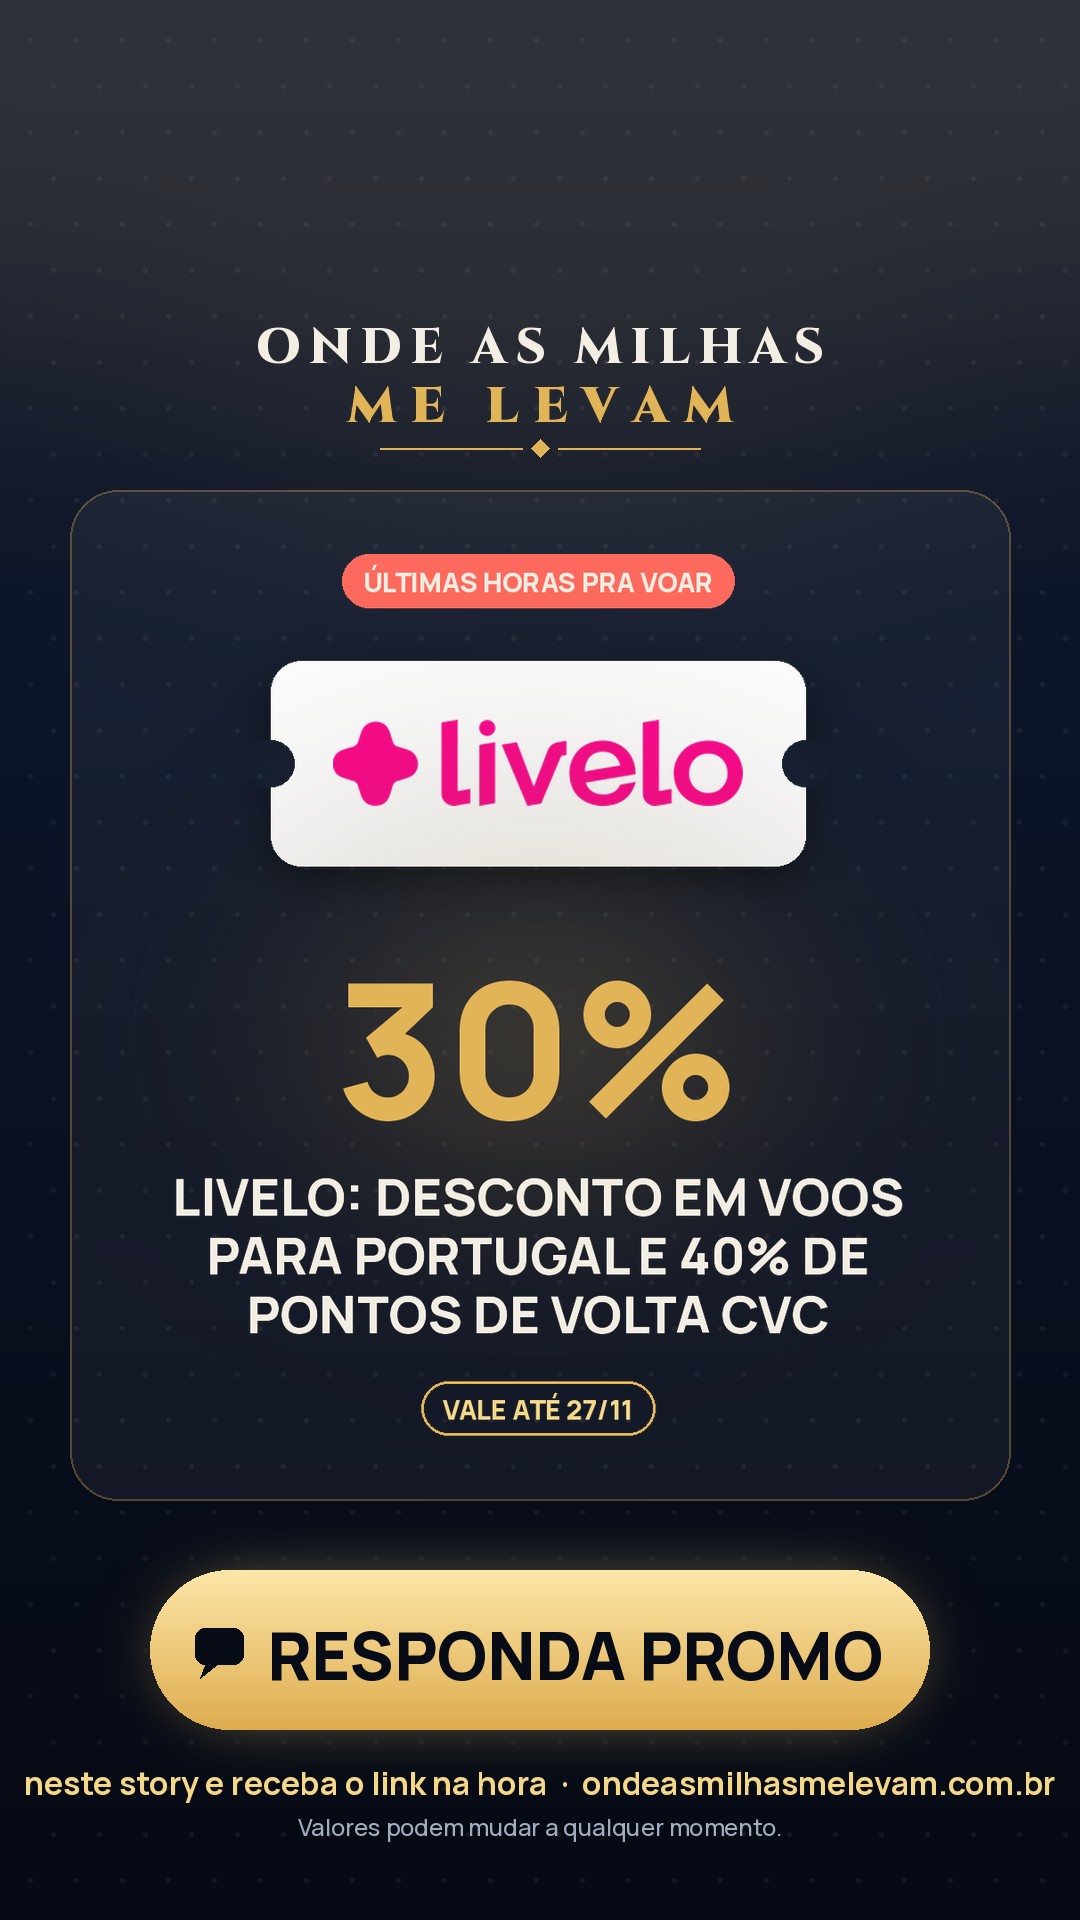 ONDE AS MILHAS
ME LEVAM
ÚLTIMAS HORAS PRA VOAR
livelo
30%
LIVELO: DESCONTO EM VOOS
PARA PORTUGAL E 40% DE
PONTOS DE VOLTA CVC
VALE ATÉ 27/11
RESPONDA PROMO
neste story e receba o link na hora · ondeasmilhasmelevam.com.br
Valores podem mudar a qualquer momento.